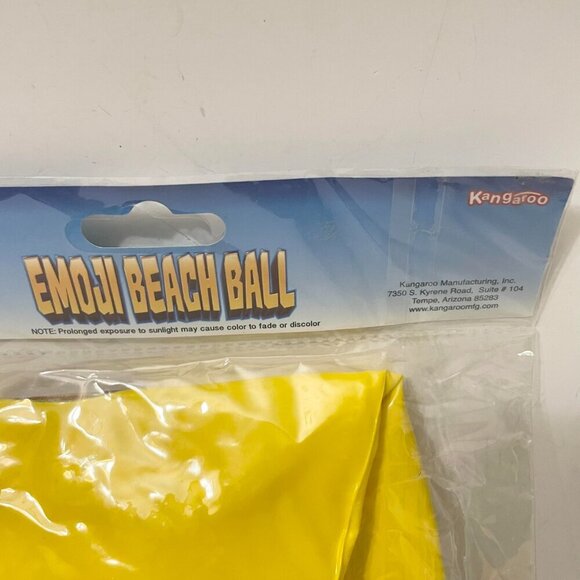 Kangaroo
EMOJI BEACH BALL
NOTE: Prolonged exposure to sunlight may cause color to fade or discolor
Kungaroo Manufacturing, Inc.
7350 S. Kyrene Road, Suite # 104
Tempe, Arizona 85283
www.kangaroomfg.com